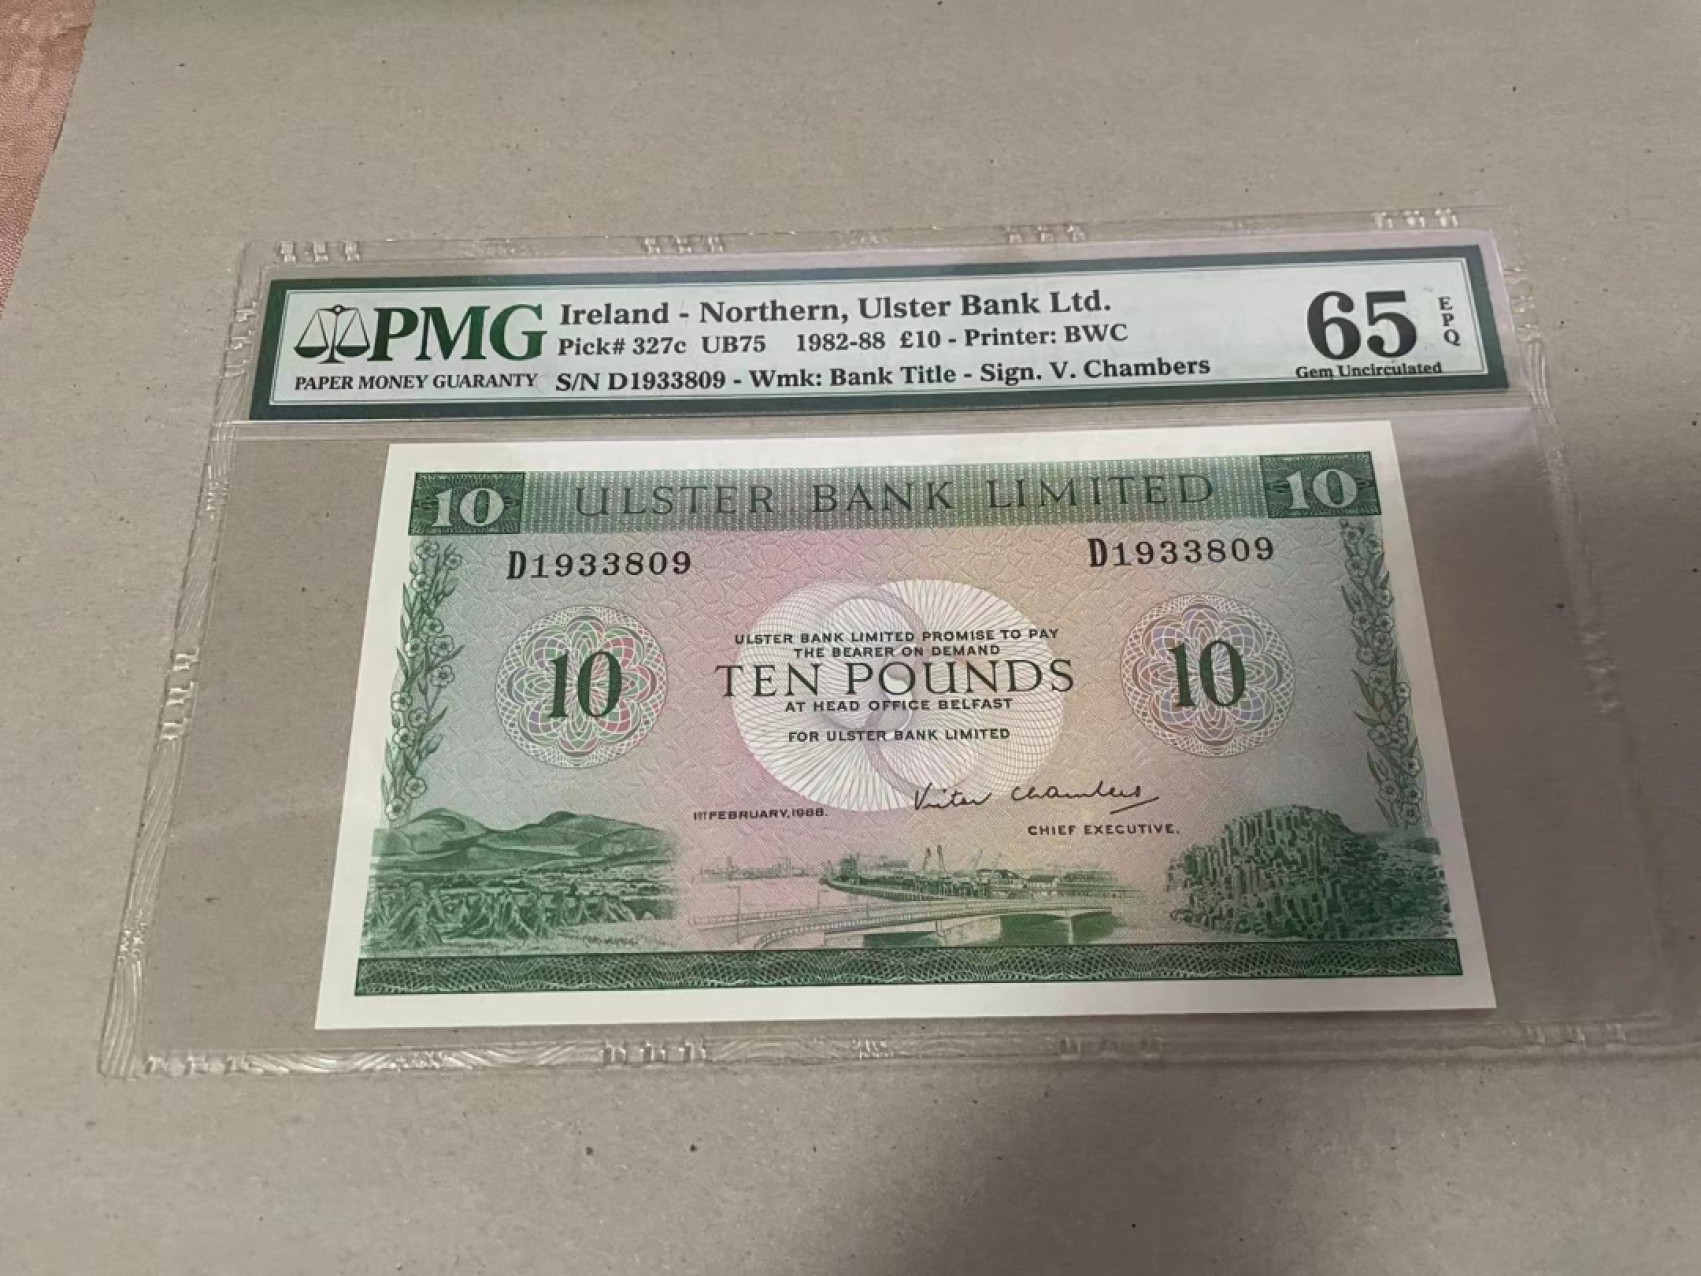 PMG
PAPER MONEY GUARANTY
Ireland - Northern, Ulster Bank Ltd.
Pick# 327c UB75 1982-88 £10 - Printer: BWC
S/N D1933809 - Wmk: Bank Title - Sign. V. Chambers
65 EPQ
Gem Uncirculated
10 ULSTER BANK LIMITED 10
D1933809 D1933809
ULSTER BANK LIMITED PROMISE TO PAY
THE BEARER ON DEMAND
10 TEN POUNDS 10
AT HEAD OFFICE BELFAST
FOR ULSTER BANK LIMITED
Victor Chambers
1ST FEBRUARY, 1988.
CHIEF EXECUTIVE.